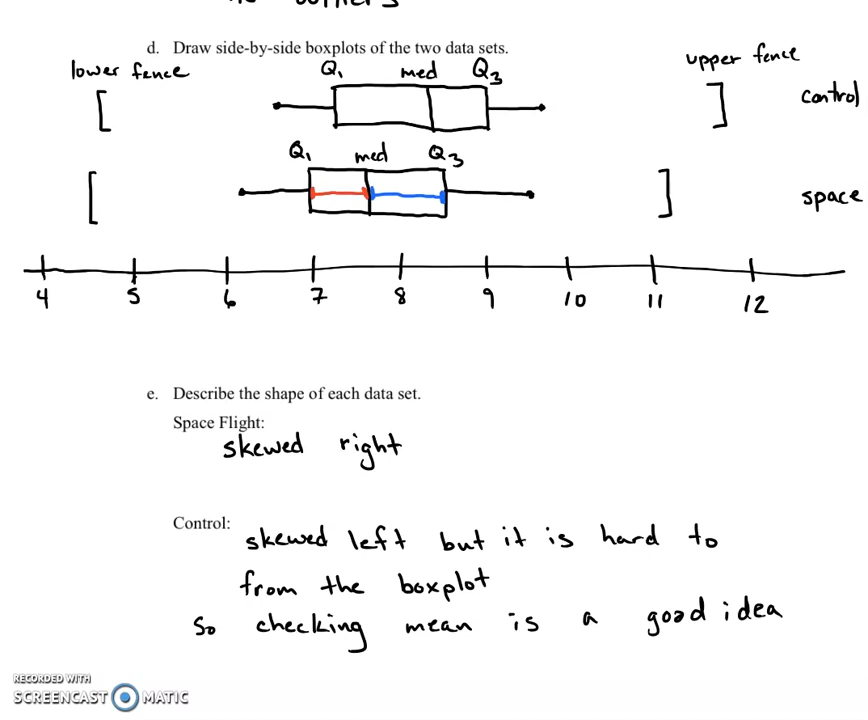 d. Draw side-by-side boxplots of the two data sets.
lower fence
Q₁ med Q₃
upper fence
[ ] control
Q₁ med Q₃
[ ] space
4 5 6 7 8 9 10 11 12
e. Describe the shape of each data set.
Space Flight:
skewed right
Control:
skewed left but it is hard to
from the boxplot
So checking mean is a good idea
RECORDED WITH
SCREENCAST MATIC